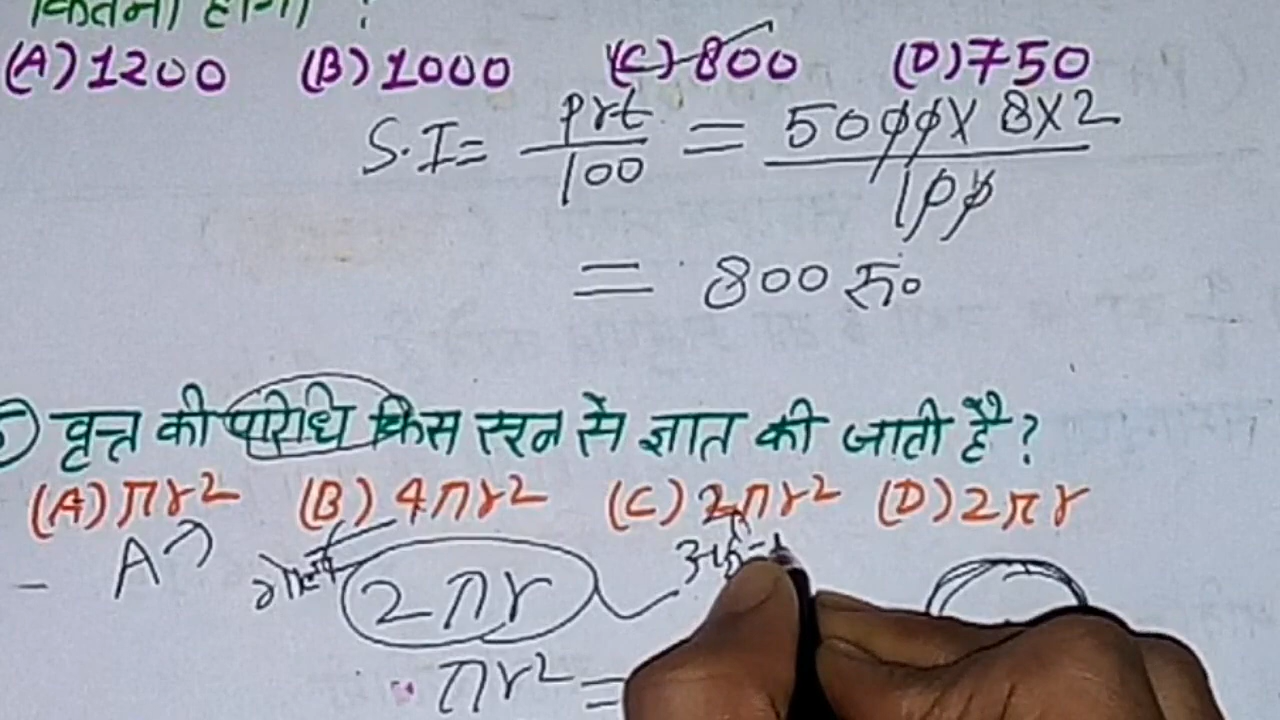 कितना होगा ?
(A) 1200 (B) 1000 (C) 800 (D) 750
S.I = prt/100 = 5000 x 8 x 2/100
= 800 रु०
वृत्त की परिधि किस सूत्र से ज्ञात की जाती है ?
(A) πr2 (B) 4πr2 (C) 2πr2 (D) 2πr
A
2πr
πr2 =